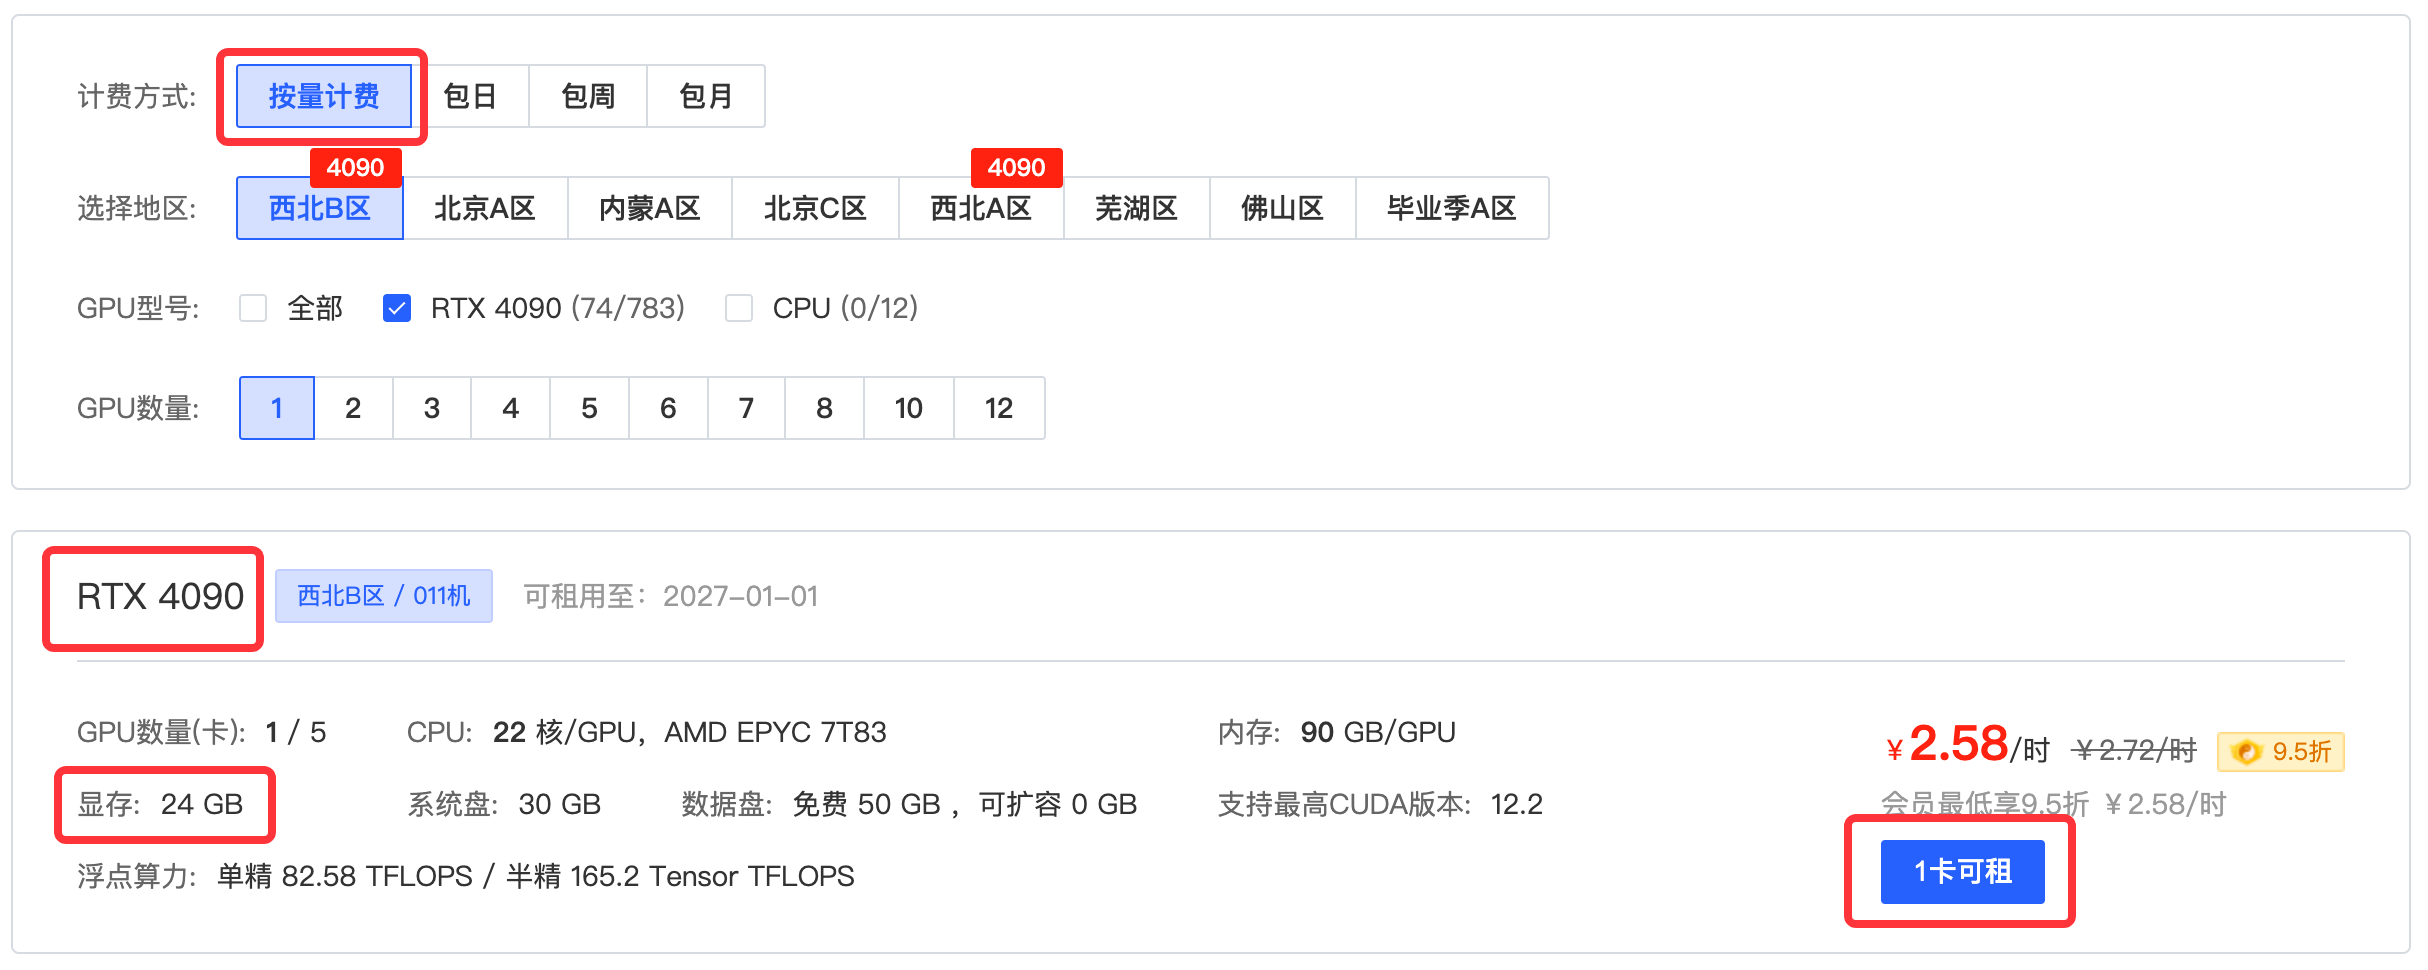 计费方式: 按量计费 包日 包周 包月
4090 4090
选择地区: 西北B区 北京A区 内蒙A区 北京C区 西北A区 芜湖区 佛山区 毕业季A区
GPU型号: 全部 RTX 4090 (74/783) CPU (0/12)
GPU数量: 1 2 3 4 5 6 7 8 10 12
RTX 4090 西北B区 / 011机 可租用至: 2027-01-01
GPU数量(卡): 1 / 5 CPU: 22 核/GPU, AMD EPYC 7T83 内存: 90 GB/GPU
¥2.58/时 ¥2.72/时 9.5折
显存: 24 GB 系统盘: 30 GB 数据盘: 免费 50 GB , 可扩容 0 GB 支持最高CUDA版本: 12.2
会员最低享9.5折 ¥2.58/时
浮点算力: 单精 82.58 TFLOPS / 半精 165.2 Tensor TFLOPS
1卡可租